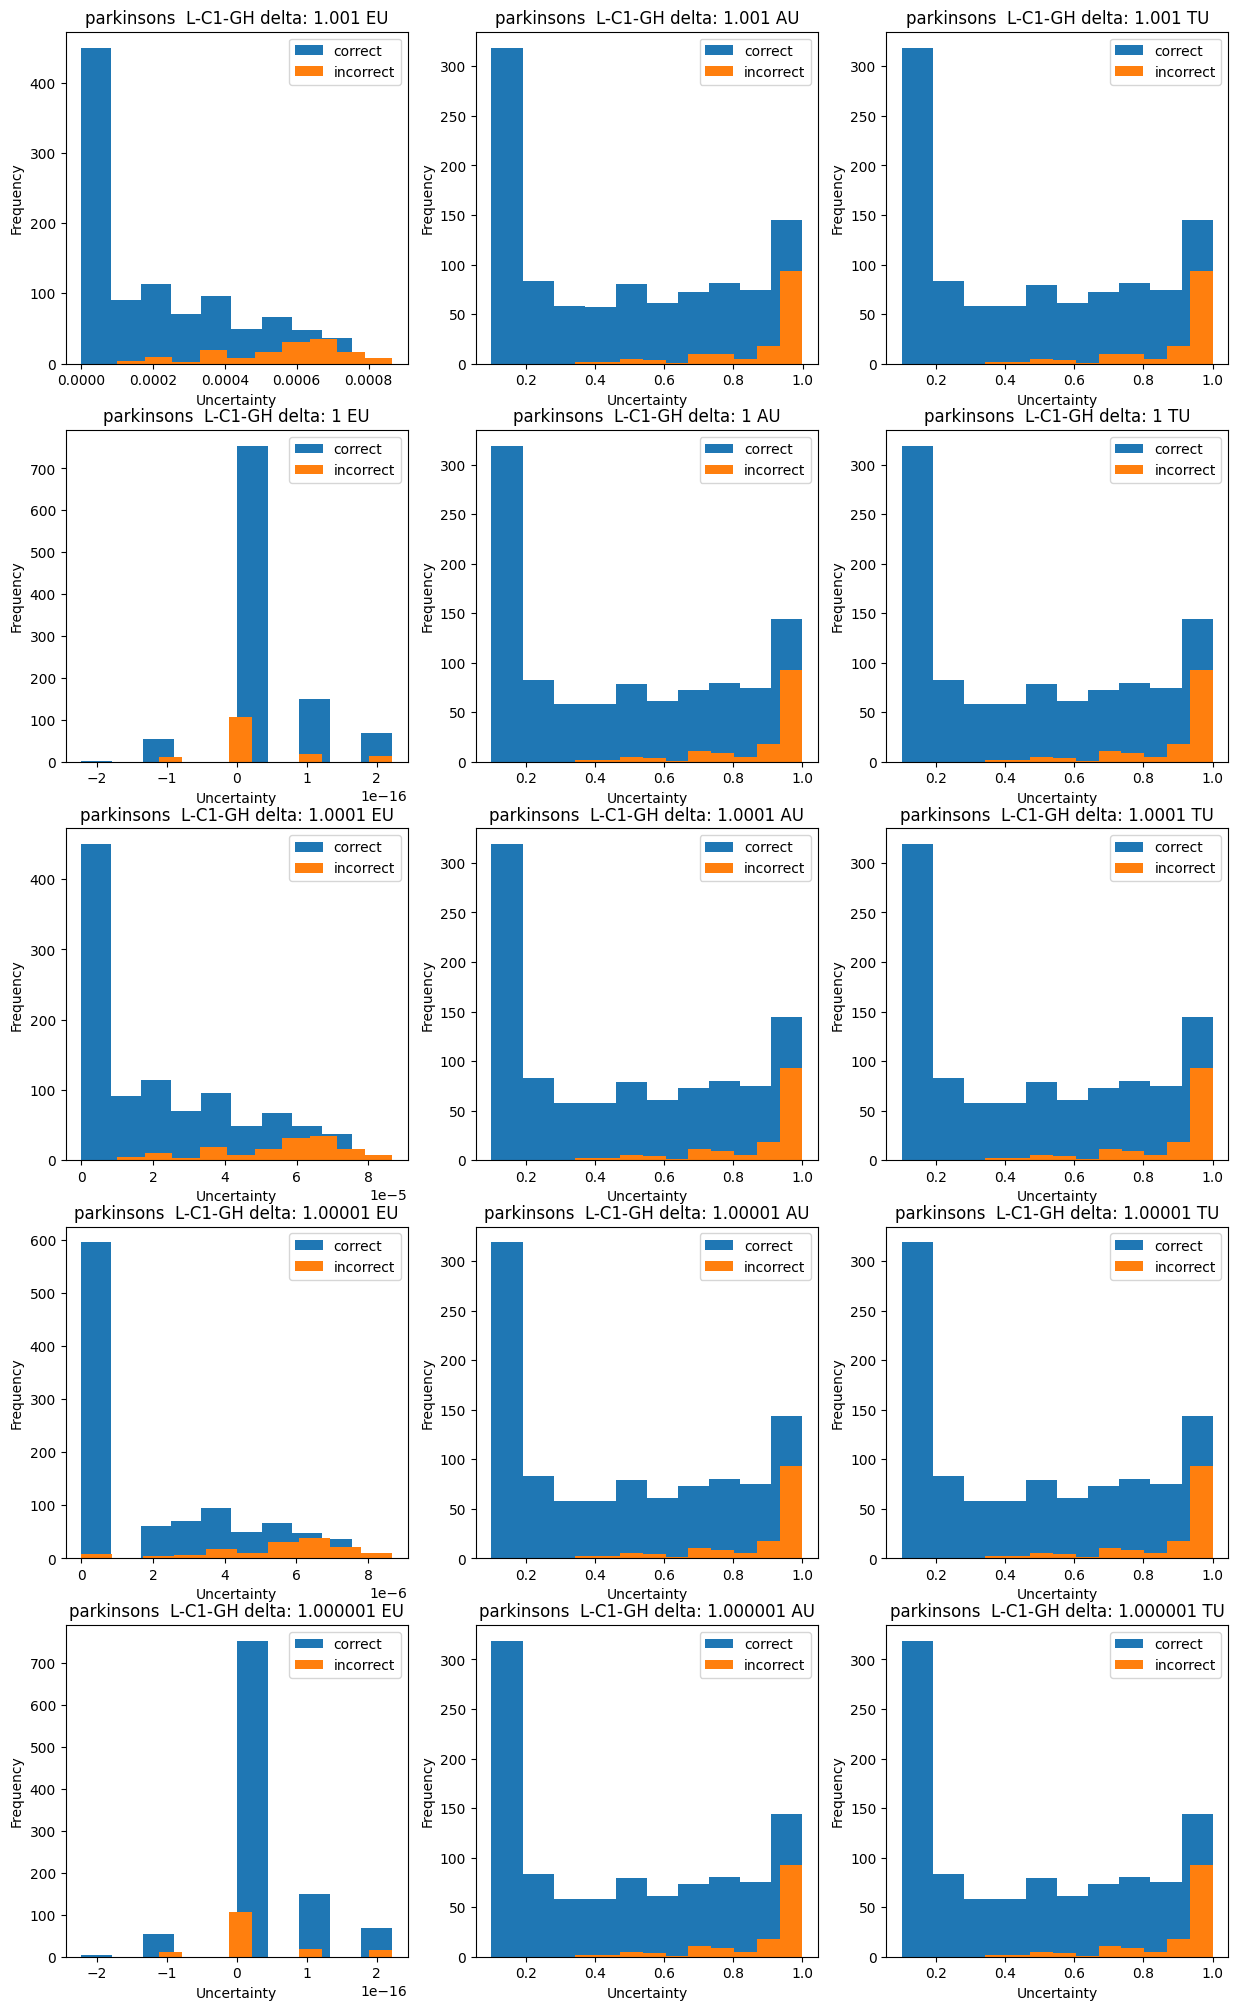 parkinsons  L-C1-GH delta: 1.001 EU
parkinsons  L-C1-GH delta: 1.001 AU
parkinsons  L-C1-GH delta: 1.001 TU
correct
incorrect
correct
incorrect
correct
incorrect
Frequency
400
300
200
100
0
Frequency
300
250
200
150
100
50
0
Frequency
300
250
200
150
100
50
0
0.0000 0.0002 0.0004 0.0006 0.0008
0.2 0.4 0.6 0.8 1.0
0.2 0.4 0.6 0.8 1.0
Uncertainty
Uncertainty
Uncertainty
parkinsons  L-C1-GH delta: 1 EU
parkinsons  L-C1-GH delta: 1 AU
parkinsons  L-C1-GH delta: 1 TU
correct
incorrect
correct
incorrect
correct
incorrect
Frequency
700
600
500
400
300
200
100
0
Frequency
300
250
200
150
100
50
0
Frequency
300
250
200
150
100
50
0
−2 −1 0 1 2
0.2 0.4 0.6 0.8 1.0
0.2 0.4 0.6 0.8 1.0
Uncertainty
1e−16
Uncertainty
Uncertainty
parkinsons  L-C1-GH delta: 1.0001 EU
parkinsons  L-C1-GH delta: 1.0001 AU
parkinsons  L-C1-GH delta: 1.0001 TU
correct
incorrect
correct
incorrect
correct
incorrect
Frequency
400
300
200
100
0
Frequency
300
250
200
150
100
50
0
Frequency
300
250
200
150
100
50
0
0 2 4 6 8
0.2 0.4 0.6 0.8 1.0
0.2 0.4 0.6 0.8 1.0
Uncertainty
1e−5
Uncertainty
Uncertainty
parkinsons  L-C1-GH delta: 1.00001 EU
parkinsons  L-C1-GH delta: 1.00001 AU
parkinsons  L-C1-GH delta: 1.00001 TU
correct
incorrect
correct
incorrect
correct
incorrect
Frequency
600
500
400
300
200
100
0
Frequency
300
250
200
150
100
50
0
Frequency
300
250
200
150
100
50
0
0 2 4 6 8
0.2 0.4 0.6 0.8 1.0
0.2 0.4 0.6 0.8 1.0
Uncertainty
1e−6
Uncertainty
Uncertainty
parkinsons  L-C1-GH delta: 1.000001 EU
parkinsons  L-C1-GH delta: 1.000001 AU
parkinsons  L-C1-GH delta: 1.000001 TU
correct
incorrect
correct
incorrect
correct
incorrect
Frequency
700
600
500
400
300
200
100
0
Frequency
300
250
200
150
100
50
0
Frequency
300
250
200
150
100
50
0
−2 −1 0 1 2
0.2 0.4 0.6 0.8 1.0
0.2 0.4 0.6 0.8 1.0
Uncertainty
1e−16
Uncertainty
Uncertainty